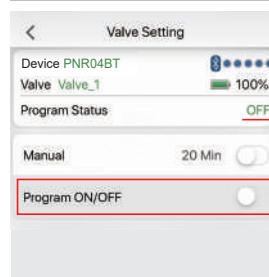 Valve Setting
Device PNR04BT
Valve Valve_1 100%
Program Status OFF
Manual 20 Min
Program ON/OFF